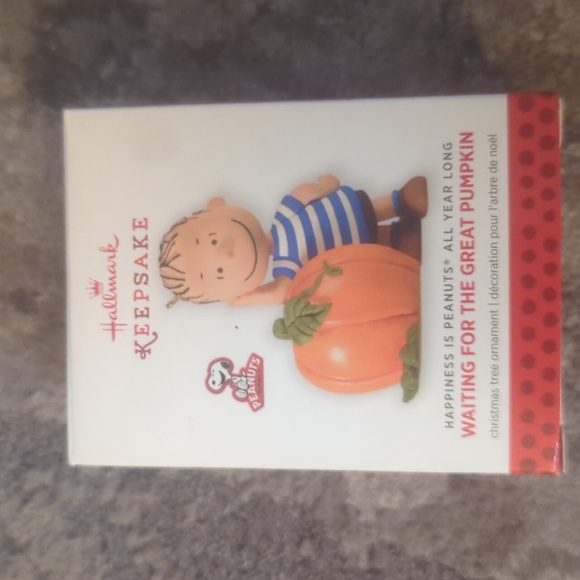 Hallmark
KEEPSAKE
PEANUTS
HAPPINESS IS PEANUTS® ALL YEAR LONG
WAITING FOR THE GREAT PUMPKIN
christmas tree ornament | décoration pour l'arbre de noël